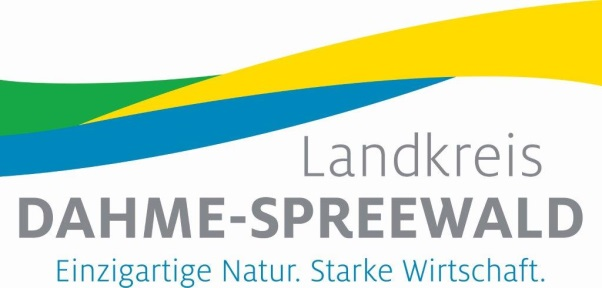 Landkreis
DAHME-SPREEWALD
Einzigartige Natur. Starke Wirtschaft.